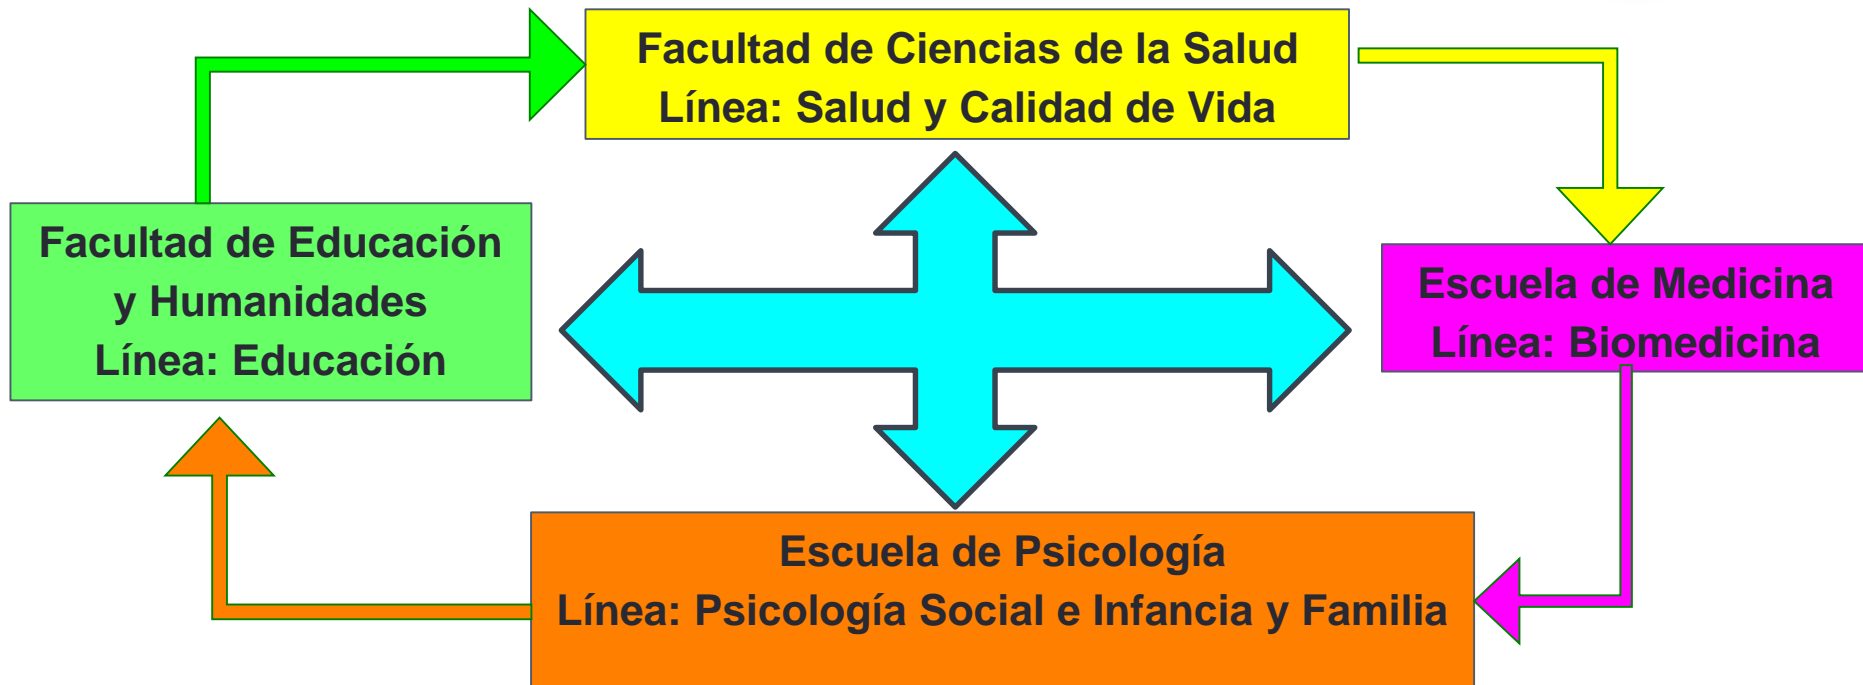 Facultad de Ciencias de la Salud
Línea: Salud y Calidad de Vida
Facultad de Educación
y Humanidades
Línea: Educación
Escuela de Medicina
Línea: Biomedicina
Escuela de Psicología
Línea: Psicología Social e Infancia y Familia